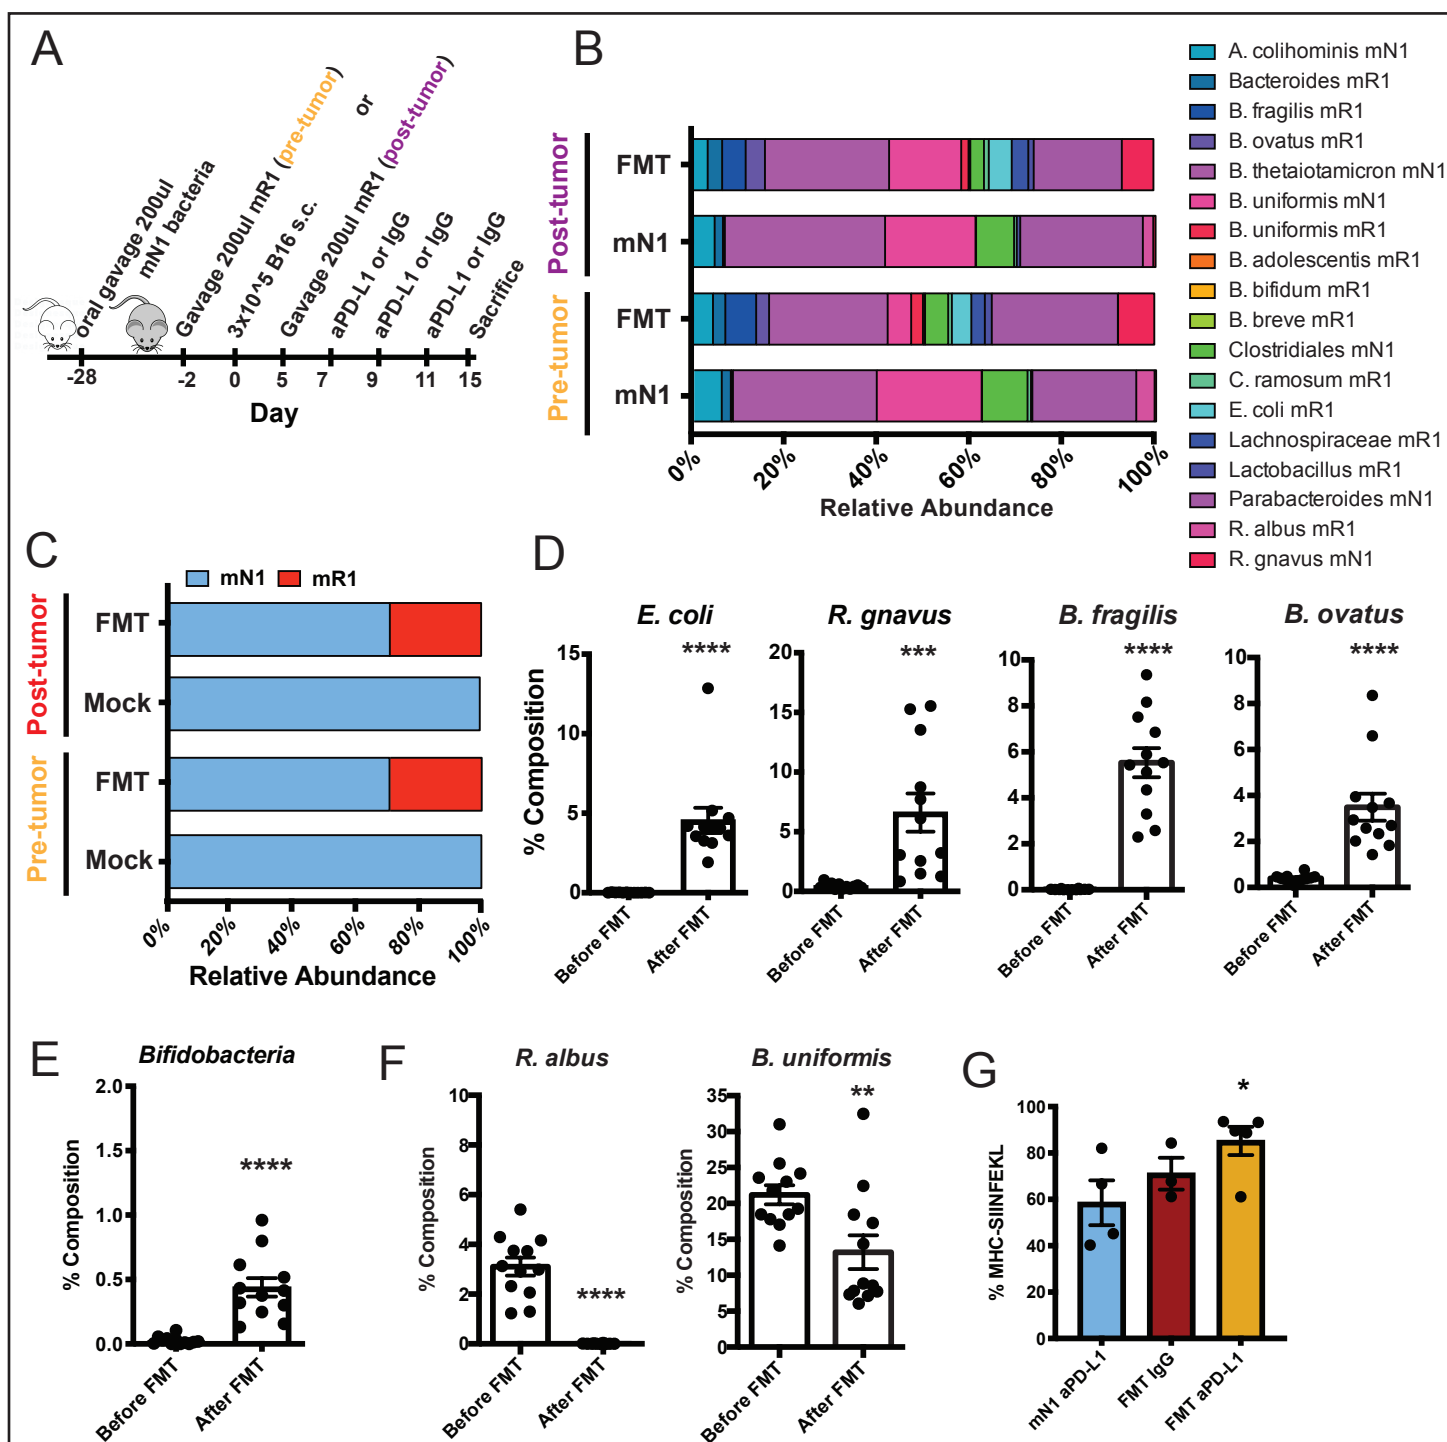 A
oral gavage 200ul
mN1 bacteria
Gavage 200ul mR1 (pre-tumor)
or
3x10^5 B16 s.c.
Gavage 200ul mR1 (post-tumor)
aPD-L1 or IgG
aPD-L1 or IgG
aPD-L1 or IgG
Sacrifice
-28 -2 0 5 7 9 11 15
Day
B
Post-tumor
Pre-tumor
FMT
mN1
FMT
mN1
0% 20% 40% 60% 80% 100%
Relative Abundance
A. colihominis mN1
Bacteroides mR1
B. fragilis mR1
B. ovatus mR1
B. thetaiotamicron mN1
B. uniformis mN1
B. uniformis mR1
B. adolescentis mR1
B. bifidum mR1
B. breve mR1
Clostridiales mN1
C. ramosum mR1
E. coli mR1
Lachnospiraceae mR1
Lactobacillus mR1
Parabacteroides mN1
R. albus mR1
R. gnavus mN1
C
mN1 mR1
Post-tumor
Pre-tumor
FMT
Mock
FMT
Mock
0% 20% 40% 60% 80% 100%
Relative Abundance
D
E. coli
****
% Composition
15
10
5
0
Before FMT
After FMT
R. gnavus
***
20
15
10
5
0
Before FMT
After FMT
B. fragilis
****
10
8
6
4
2
0
Before FMT
After FMT
B. ovatus
****
10
8
6
4
2
0
Before FMT
After FMT
E
Bifidobacteria
****
% Composition
2.0
1.5
1.0
0.5
0.0
Before FMT
After FMT
F
R. albus
****
% Composition
10
8
6
4
2
0
Before FMT
After FMT
B. uniformis
**
% Composition
35
30
25
20
15
10
5
0
Before FMT
After FMT
G
*
% MHC-SIINFEKL
100
80
60
40
20
0
mN1 aPD-L1
FMT IgG
FMT aPD-L1